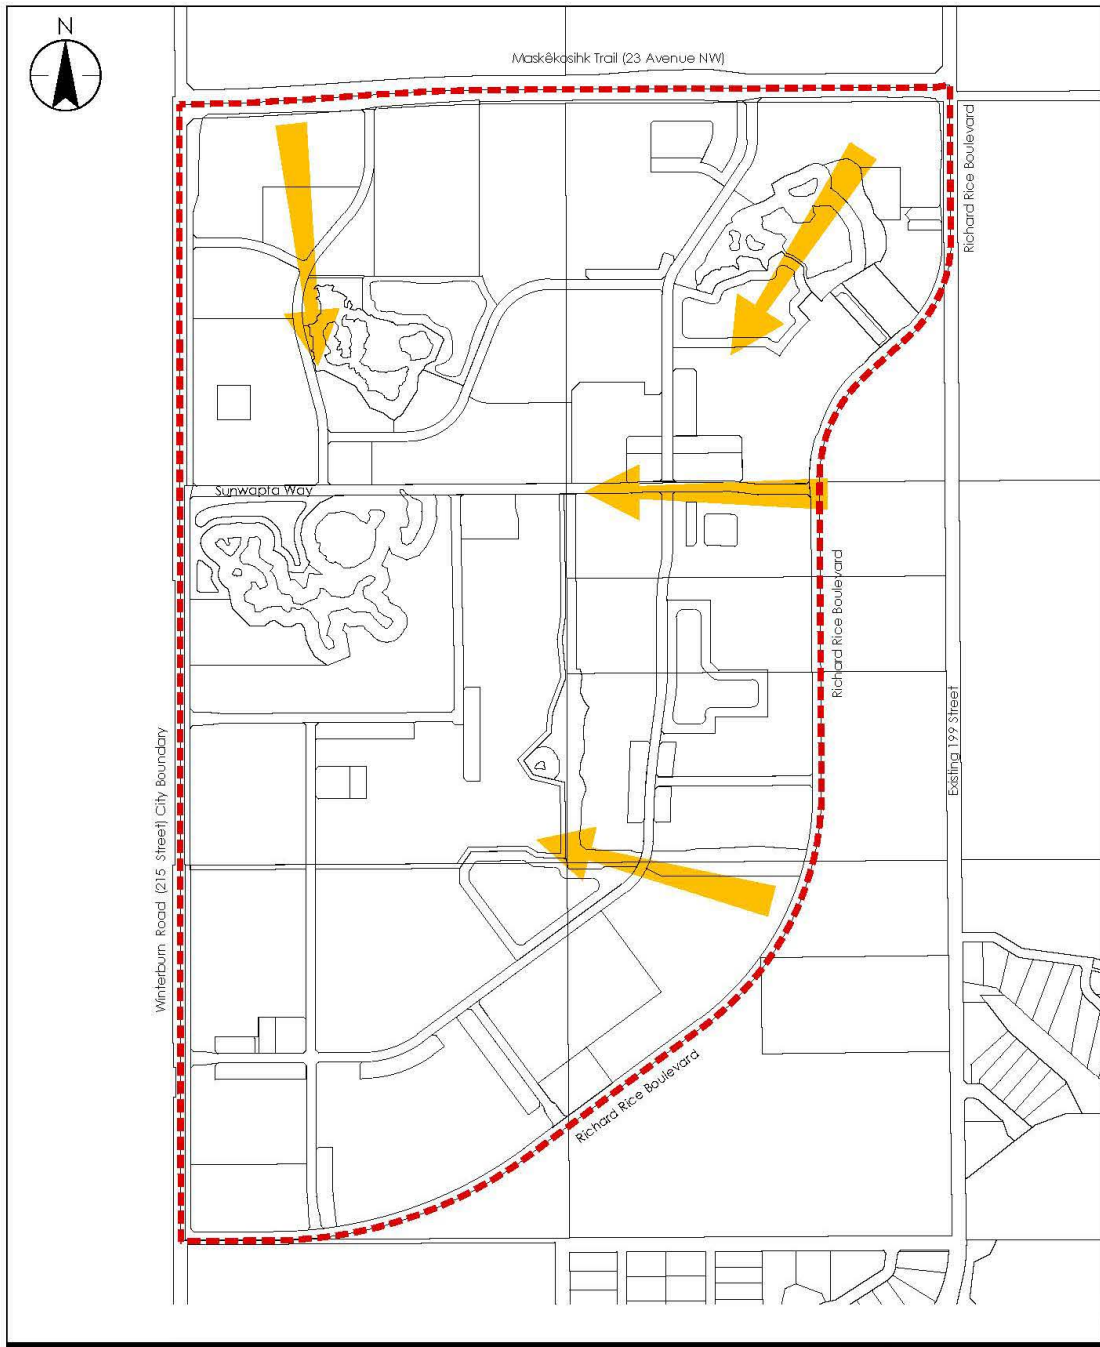 N
Maskêkosihk Trail (23 Avenue NW)
Richard Rice Boulevard
Sunwapta Way
Richard Rice Boulevard
Existing 199 Street
Winterburn Road (215 Street) City Boundary
Richard Rice Boulevard